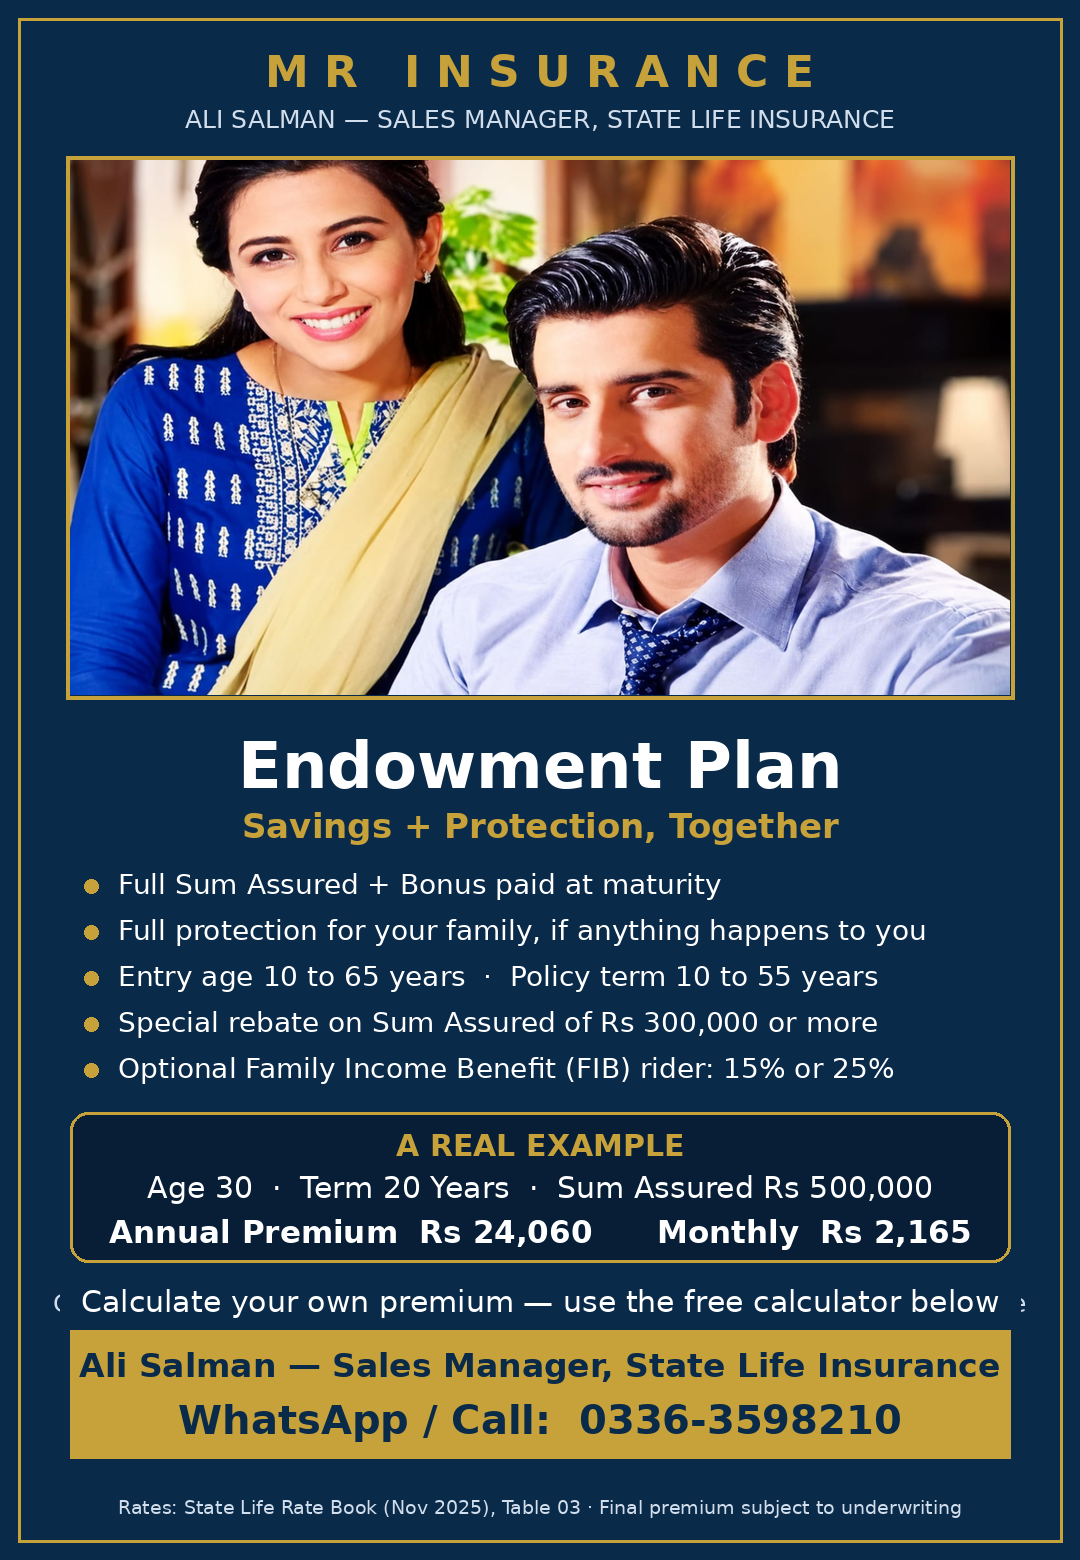 MR INSURANCE
ALI SALMAN — SALES MANAGER, STATE LIFE INSURANCE
Endowment Plan
Savings + Protection, Together
Full Sum Assured + Bonus paid at maturity
Full protection for your family, if anything happens to you
Entry age 10 to 65 years · Policy term 10 to 55 years
Special rebate on Sum Assured of Rs 300,000 or more
Optional Family Income Benefit (FIB) rider: 15% or 25%
A REAL EXAMPLE
Age 30 · Term 20 Years · Sum Assured Rs 500,000
Annual Premium Rs 24,060 Monthly Rs 2,165
Calculate your own premium — use the free calculator below
Ali Salman — Sales Manager, State Life Insurance
WhatsApp / Call: 0336-3598210
Rates: State Life Rate Book (Nov 2025), Table 03 · Final premium subject to underwriting